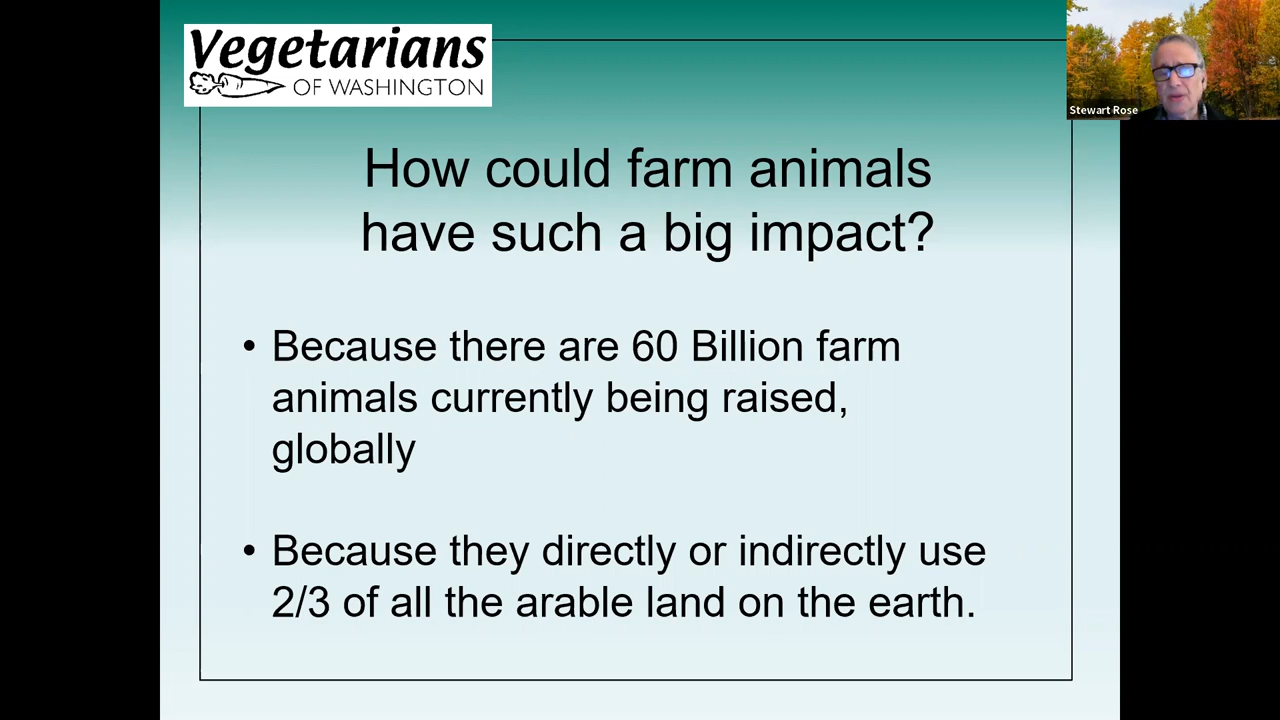 Vegetarians
OF WASHINGTON
Stewart Rose
How could farm animals
have such a big impact?
• Because there are 60 Billion farm
animals currently being raised,
globally
• Because they directly or indirectly use
2/3 of all the arable land on the earth.